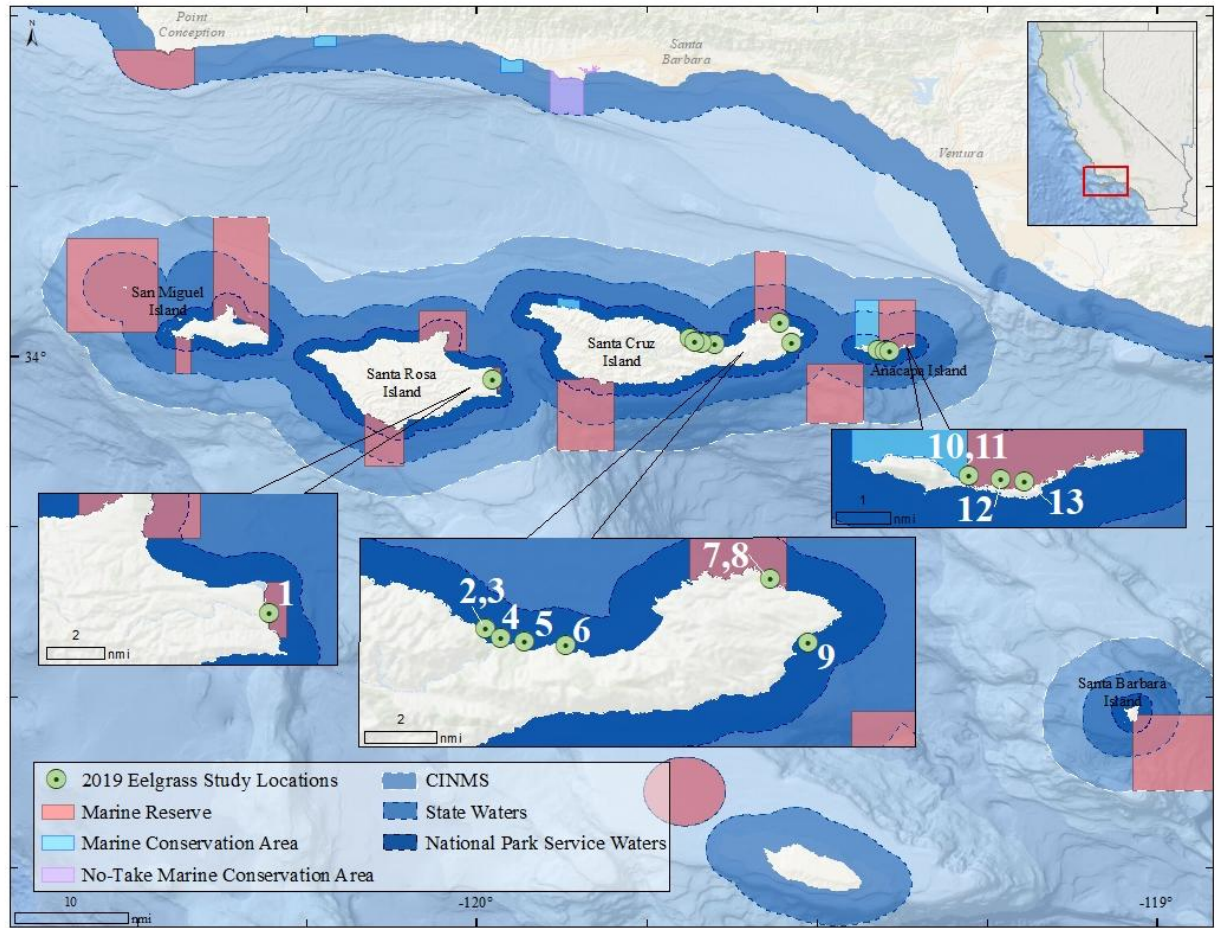 N
Point
Conception
Santa
Barbara
Ventura
San Miguel
Island
34°
Santa Rosa
Island
Santa Cruz
Island
Anacapa Island
10,11
12
13
1
nmi
1
2
nmi
2,3
4
5
6
7,8
9
2
nmi
Santa Barbara
Island
2019 Eelgrass Study Locations
Marine Reserve
Marine Conservation Area
No-Take Marine Conservation Area
CINMS
State Waters
National Park Service Waters
10
nmi
-120°
-119°